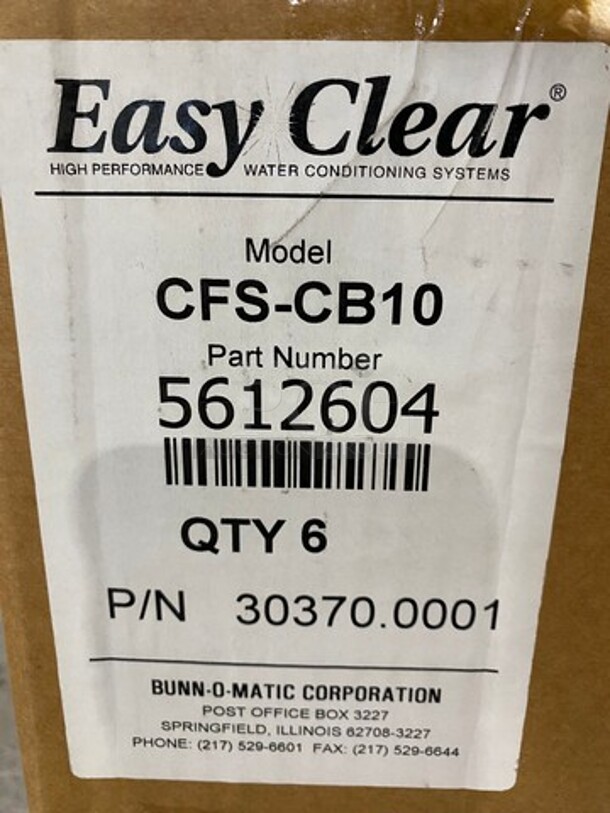 Easy Clear®
HIGH PERFORMANCE WATER CONDITIONING SYSTEMS
Model
CFS-CB10
Part Number
5612604
QTY 6
P/N 30370.0001
BUNN-O-MATIC CORPORATION
POST OFFICE BOX 3227
SPRINGFIELD, ILLINOIS 62708-3227
PHONE: (217) 529-6601 FAX: (217) 529-6644